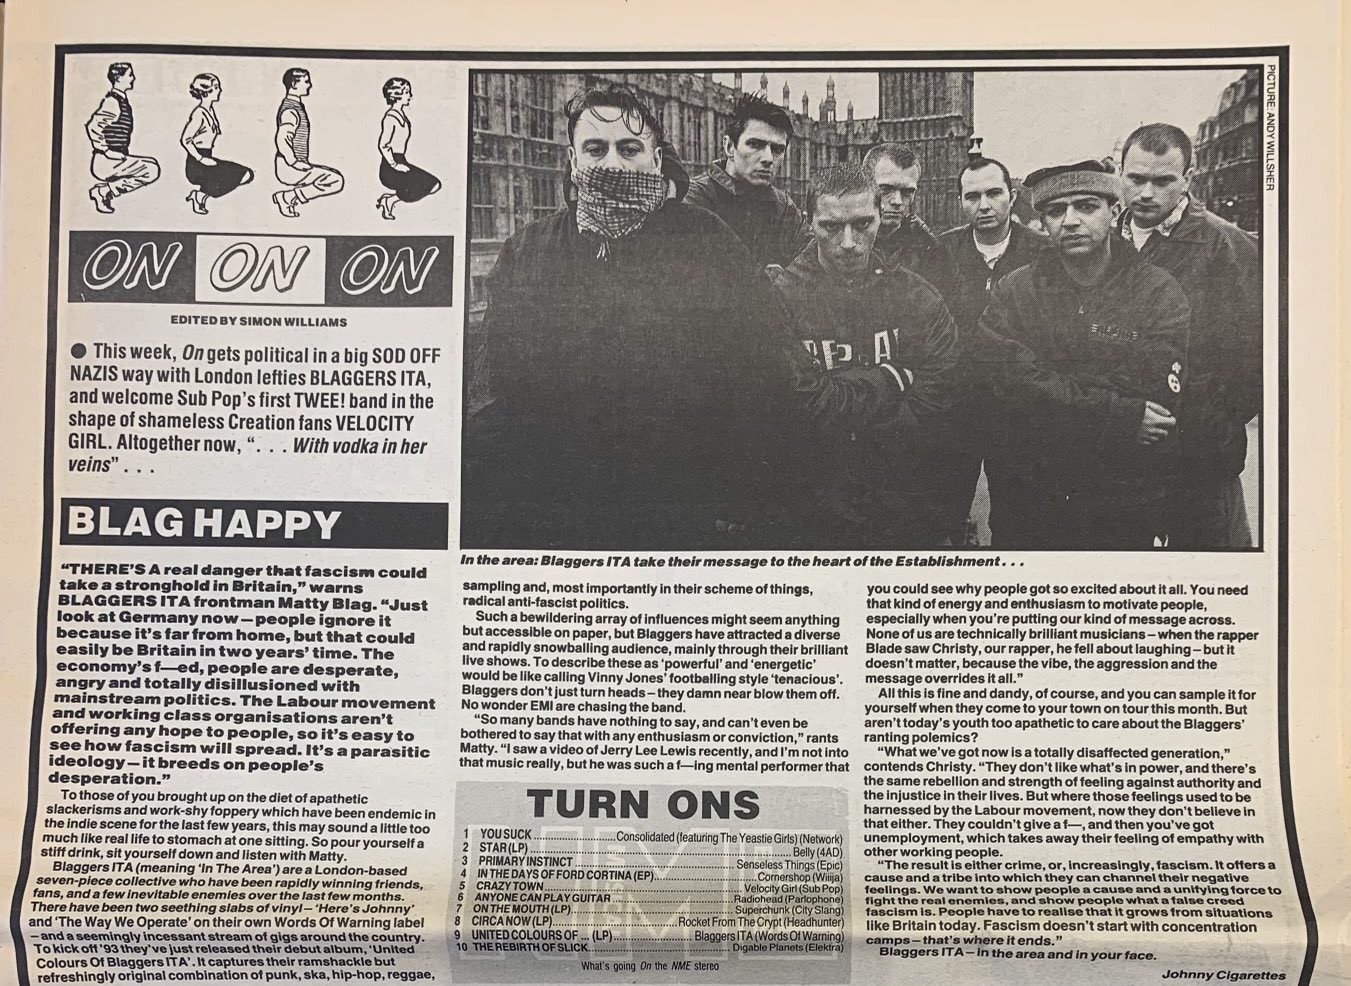 ON ON ON
EDITED BY SIMON WILLIAMS
● This week, On gets political in a big SOD OFF
NAZIS way with London lefties BLAGGERS ITA,
and welcome Sub Pop's first TWEE! band in the
shape of shameless Creation fans VELOCITY
GIRL. Altogether now, “. . . With vodka in her
veins” . . .
BLAG HAPPY
“THERE'S A real danger that fascism could
take a stronghold in Britain,” warns
BLAGGERS ITA frontman Matty Blag. “Just
look at Germany now – people ignore it
because it's far from home, but that could
easily be Britain in two years' time. The
economy's f—ed, people are desperate,
angry and totally disillusioned with
mainstream politics. The Labour movement
and working class organisations aren't
offering any hope to people, so it's easy to
see how fascism will spread. It's a parasitic
ideology – it breeds on people's
desperation.”
To those of you brought up on the diet of apathetic
slackerisms and work-shy foppery which have been endemic in
the indie scene for the last few years, this may sound a little too
much like real life to stomach at one sitting. So pour yourself a
stiff drink, sit yourself down and listen with Matty.
Blaggers ITA (meaning 'In The Area') are a London-based
seven-piece collective who have been rapidly winning friends,
fans, and a few inevitable enemies over the last few months.
There have been two seething slabs of vinyl – 'Here's Johnny'
and 'The Way We Operate' on their own Words Of Warning label
– and a seemingly incessant stream of gigs around the country.
To kick off '93 they've just released their debut album, 'United
Colours Of Blaggers ITA'. It captures their ramshackle but
refreshingly original combination of punk, ska, hip-hop, reggae,
PICTURE: ANDY WILLSHER
In the area: Blaggers ITA take their message to the heart of the Establishment . . .
sampling and, most importantly in their scheme of things,
radical anti-fascist politics.
Such a bewildering array of influences might seem anything
but accessible on paper, but Blaggers have attracted a diverse
and rapidly snowballing audience, mainly through their brilliant
live shows. To describe these as 'powerful' and 'energetic'
would be like calling Vinny Jones' footballing style 'tenacious'.
Blaggers don't just turn heads – they damn near blow them off.
No wonder EMI are chasing the band.
“So many bands have nothing to say, and can't even be
bothered to say that with any enthusiasm or conviction,” rants
Matty. “I saw a video of Jerry Lee Lewis recently, and I'm not into
that music really, but he was such a f—ing mental performer that
TURN ONS
1 YOU SUCK ........ Consolidated (featuring The Yeastie Girls) (Network)
2 STAR (LP) ........ Belly (4AD)
3 PRIMARY INSTINCT ........ Senseless Things (Epic)
4 IN THE DAYS OF FORD CORTINA (EP) ........ Cornershop (Wiiija)
5 CRAZY TOWN ........ Velocity Girl (Sub Pop)
6 ANYONE CAN PLAY GUITAR ........ Radiohead (Parlophone)
7 ON THE MOUTH (LP) ........ Superchunk (City Slang)
8 CIRCA NOW (LP) ........ Rocket From The Crypt (Headhunter)
9 UNITED COLOURS OF ... (LP) ........ Blaggers ITA (Words Of Warning)
10 THE REBIRTH OF SLICK ........ Digable Planets (Elektra)
What's going On the NME stereo
you could see why people got so excited about it all. You need
that kind of energy and enthusiasm to motivate people,
especially when you're putting our kind of message across.
None of us are technically brilliant musicians – when the rapper
Blade saw Christy, our rapper, he fell about laughing – but it
doesn't matter, because the vibe, the aggression and the
message overrides it all.”
All this is fine and dandy, of course, and you can sample it for
yourself when they come to your town on tour this month. But
aren't today's youth too apathetic to care about the Blaggers'
ranting polemics?
“What we've got now is a totally disaffected generation,”
contends Christy. “They don't like what's in power, and there's
the same rebellion and strength of feeling against authority and
the injustice in their lives. But where those feelings used to be
harnessed by the Labour movement, now they don't believe in
that either. They couldn't give a f—, and then you've got
unemployment, which takes away their feeling of empathy with
other working people.
“The result is either crime, or, increasingly, fascism. It offers a
cause and a tribe into which they can channel their negative
feelings. We want to show people a cause and a unifying force to
fight the real enemies, and show people what a false creed
fascism is. People have to realise that it grows from situations
like Britain today. Fascism doesn't start with concentration
camps – that's where it ends.”
Blaggers ITA – in the area and in your face.
Johnny Cigarettes